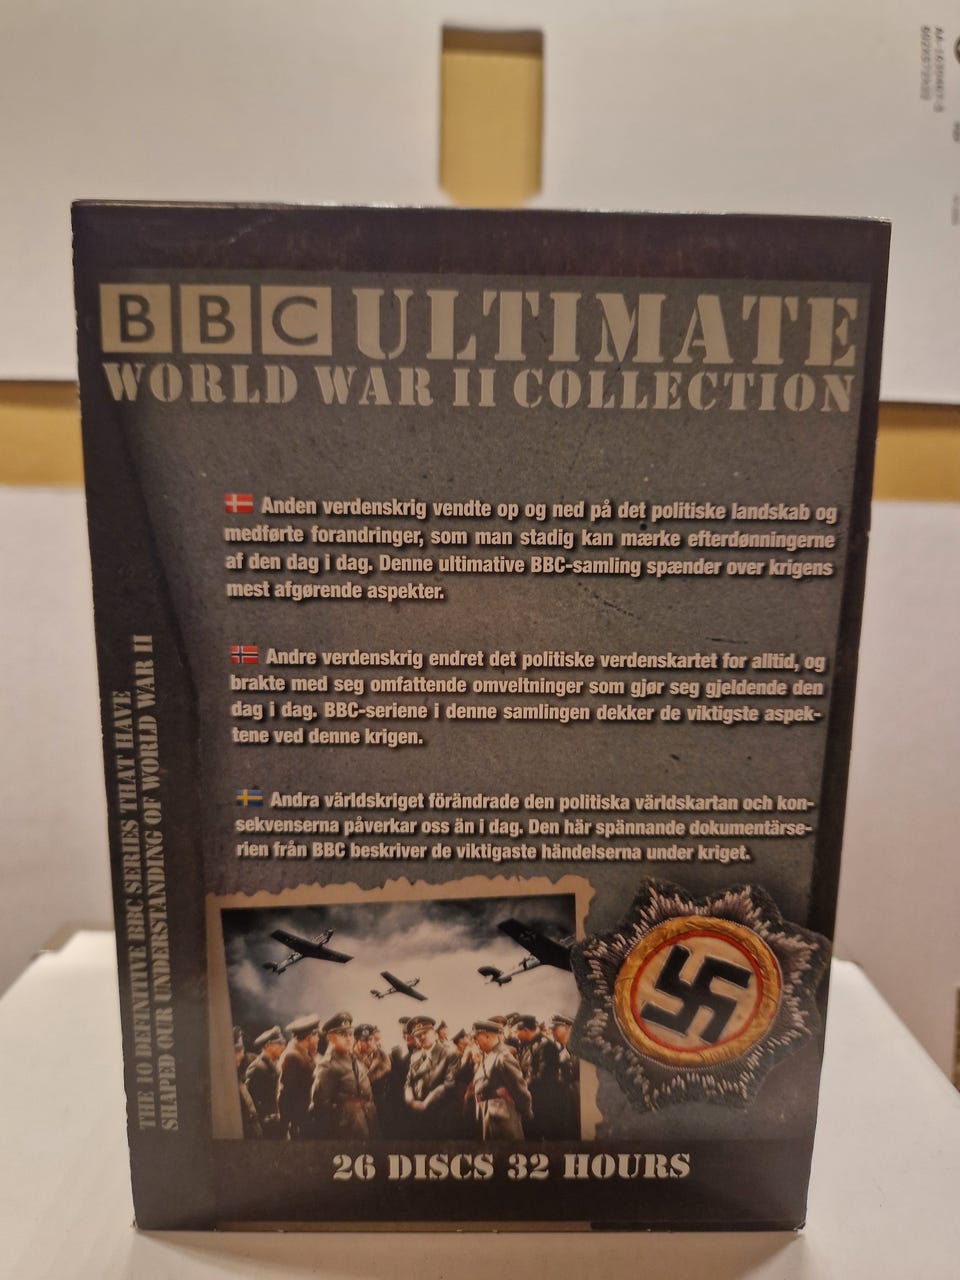 BBC ULTIMATE
WORLD WAR II COLLECTION
Anden verdenskrig vendte op og ned på det politiske landskab og
medførte forandringer, som man stadig kan mærke efterdønningerne
af den dag i dag. Denne ultimative BBC-samling spænder over krigens
mest afgørende aspekter.
Andre verdenskrig endret det politiske verdenskartet for alltid, og
brakte med seg omfattende omveltninger som gjør seg gjeldende den
dag i dag. BBC-seriene i denne samlingen dekker de viktigste aspek-
tene ved denne krigen.
Andra världskriget förändrade den politiska världskartan och kon-
sekvenserna påverkar oss än i dag. Den här spännande dokumentärse-
rien från BBC beskriver de viktigaste händelserna under kriget.
26 DISCS 32 HOURS
THE 10 DEFINITIVE BBC SERIES THAT HAVE
SHAPED OUR UNDERSTANDING OF WORLD WAR II